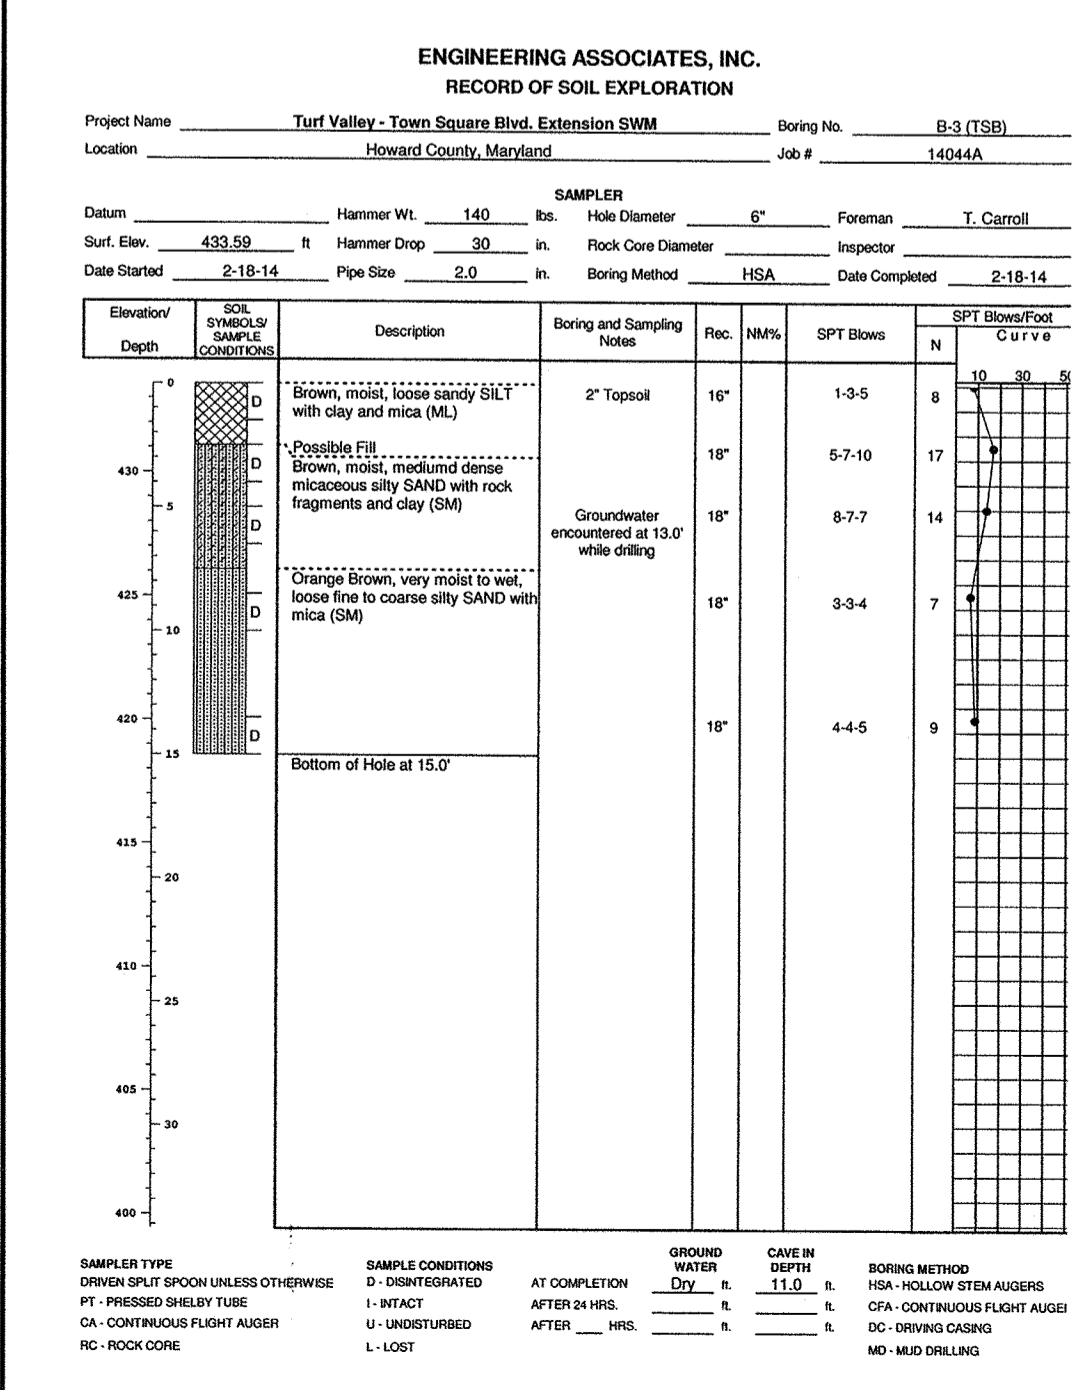 ENGINEERING ASSOCIATES, INC.
RECORD OF SOIL EXPLORATION
Project Name Turf Valley - Town Square Blvd. Extension SWM Boring No. B-3 (TSB)
Location Howard County, Maryland Job # 14044A
SAMPLER
Datum Hammer Wt. 140 lbs. Hole Diameter 6" Foreman T. Carroll
Surf. Elev. 433.59 ft Hammer Drop 30 in. Rock Core Diameter Inspector
Date Started 2-18-14 Pipe Size 2.0 in. Boring Method HSA Date Completed 2-18-14
Elevation/
Depth
SOIL
SYMBOLS/
SAMPLE
CONDITIONS
Description
Boring and Sampling
Notes
Rec.
NM%
SPT Blows
SPT Blows/Foot
N
Curve
10 30 50
0
D
Brown, moist, loose sandy SILT
with clay and mica (ML)
2" Topsoil
16"
1-3-5
8
Possible Fill
430
D
Brown, moist, mediumd dense
micaceous silty SAND with rock
fragments and clay (SM)
18"
5-7-10
17
5
D
Groundwater
encountered at 13.0'
while drilling
18"
8-7-7
14
425
D
Orange Brown, very moist to wet,
loose fine to coarse silty SAND with
mica (SM)
18"
3-3-4
7
10
420
D
18"
4-4-5
9
15
Bottom of Hole at 15.0'
415
20
410
25
405
30
400
SAMPLER TYPE
DRIVEN SPLIT SPOON UNLESS OTHERWISE
PT - PRESSED SHELBY TUBE
CA - CONTINUOUS FLIGHT AUGER
RC - ROCK CORE
SAMPLE CONDITIONS
D - DISINTEGRATED
I - INTACT
U - UNDISTURBED
L - LOST
GROUND
WATER
CAVE IN
DEPTH
AT COMPLETION Dry ft. 11.0 ft.
AFTER 24 HRS. ft. ft.
AFTER HRS. ft. ft.
BORING METHOD
HSA - HOLLOW STEM AUGERS
CFA - CONTINUOUS FLIGHT AUGEI
DC - DRIVING CASING
MD - MUD DRILLING